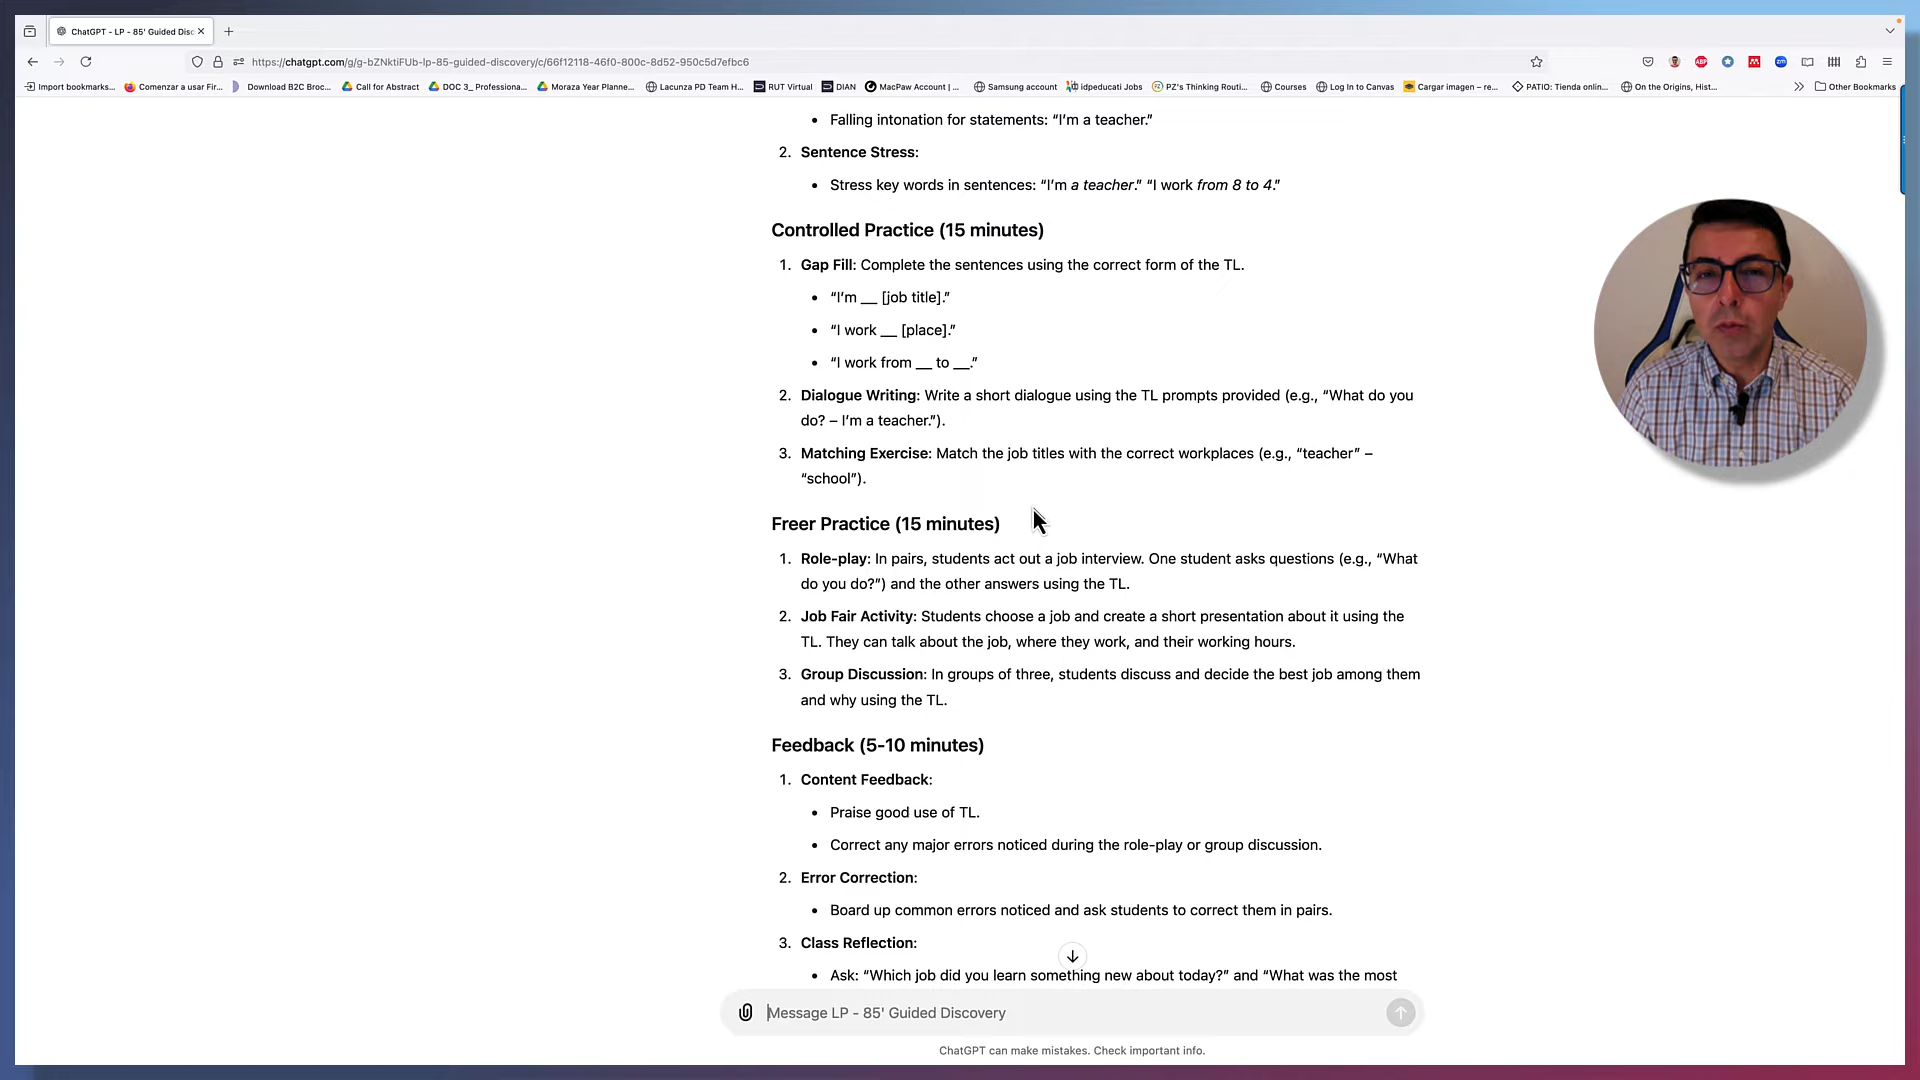 ChatGPT - LP - 85' Guided Disc
https://chatgpt.com/g/g-bZNktiFUb-lp-85-guided-discovery/c/66f12118-46f0-800c-8d52-950c5d7efbc6
Import bookmarks... Comenzar a usar Fir... Download B2C Broc... Call for Abstract DOC 3_ Professiona... Moraza Year Planne... Lacunza PD Team H... RUT Virtual DIAN MacPaw Account | ... Samsung account idpeducati Jobs PZ's Thinking Routi... Courses Log In to Canvas Cargar imagen – re... PATIO: Tienda onlin... On the Origins, Hist... Other Bookmarks
• Falling intonation for statements: “I’m a teacher.”
2. Sentence Stress:
• Stress key words in sentences: “I’m a teacher.” “I work from 8 to 4.”
Controlled Practice (15 minutes)
1. Gap Fill: Complete the sentences using the correct form of the TL.
• “I’m __ [job title].”
• “I work __ [place].”
• “I work from __ to __.”
2. Dialogue Writing: Write a short dialogue using the TL prompts provided (e.g., “What do you
do? – I’m a teacher.”).
3. Matching Exercise: Match the job titles with the correct workplaces (e.g., “teacher” –
“school”).
Freer Practice (15 minutes)
1. Role-play: In pairs, students act out a job interview. One student asks questions (e.g., “What
do you do?”) and the other answers using the TL.
2. Job Fair Activity: Students choose a job and create a short presentation about it using the
TL. They can talk about the job, where they work, and their working hours.
3. Group Discussion: In groups of three, students discuss and decide the best job among them
and why using the TL.
Feedback (5-10 minutes)
1. Content Feedback:
• Praise good use of TL.
• Correct any major errors noticed during the role-play or group discussion.
2. Error Correction:
• Board up common errors noticed and ask students to correct them in pairs.
3. Class Reflection:
• Ask: “Which job did you learn something new about today?” and “What was the most
Message LP - 85' Guided Discovery
ChatGPT can make mistakes. Check important info.